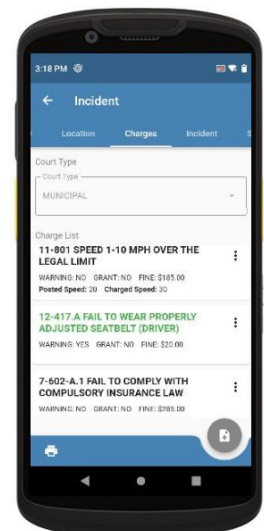 3:18 PM
Incident
Location Charges Incident
Court Type
Court Type
MUNICIPAL
Charge List
11-801 SPEED 1-10 MPH OVER THE
LEGAL LIMIT
WARNING: NO GRANT: NO FINE: $185.00
Posted Speed: 20 Charged Speed: 30
12-417.A FAIL TO WEAR PROPERLY
ADJUSTED SEATBELT (DRIVER)
WARNING: YES GRANT: NO FINE: $20.00
7-602-A.1 FAIL TO COMPLY WITH
COMPULSORY INSURANCE LAW
WARNING: NO GRANT: NO FINE: $285.00